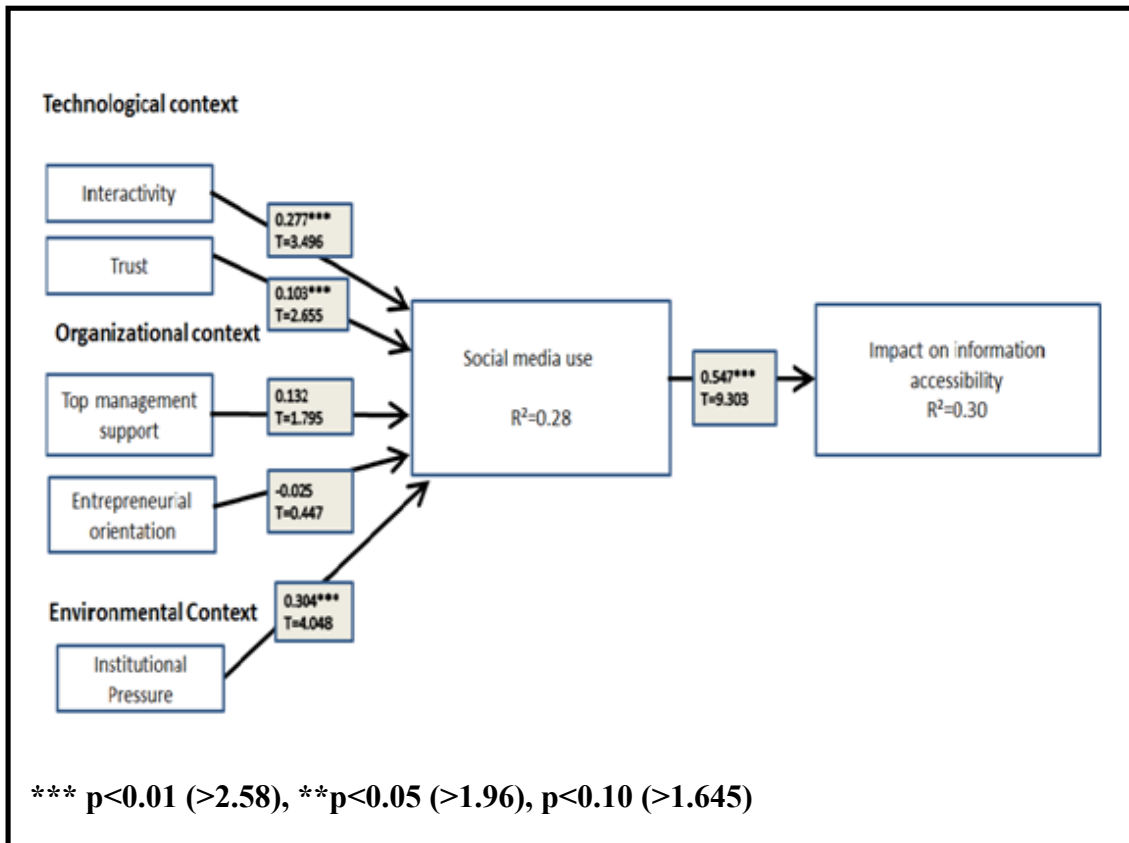 Technological context
Interactivity
0.277***
T=3.496
Trust
0.103***
T=2.655
Organizational context
Top management
support
0.132
T=1.795
Entrepreneurial
orientation
-0.025
T=0.447
Environmental Context
Institutional
Pressure
0.304***
T=4.048
Social media use
R²=0.28
0.547***
T=9.303
Impact on information
accessibility
R²=0.30
*** p<0.01 (>2.58), **p<0.05 (>1.96), p<0.10 (>1.645)